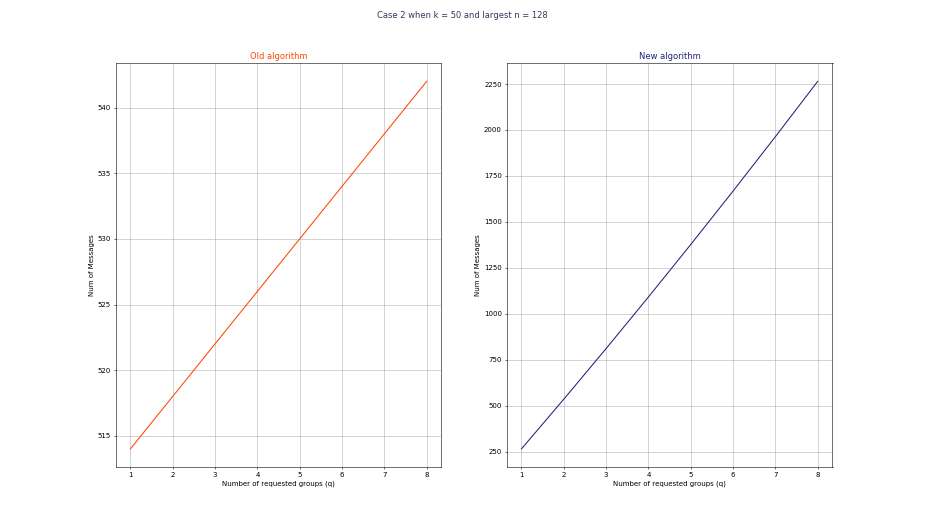 Case 2 when k = 50 and largest n = 128
Old algorithm
540
535
530
525
520
515
Num of Messages
1 2 3 4 5 6 7 8
Number of requested groups (q)
New algorithm
2250
2000
1750
1500
1250
1000
750
500
250
Num of Messages
1 2 3 4 5 6 7 8
Number of requested groups (q)